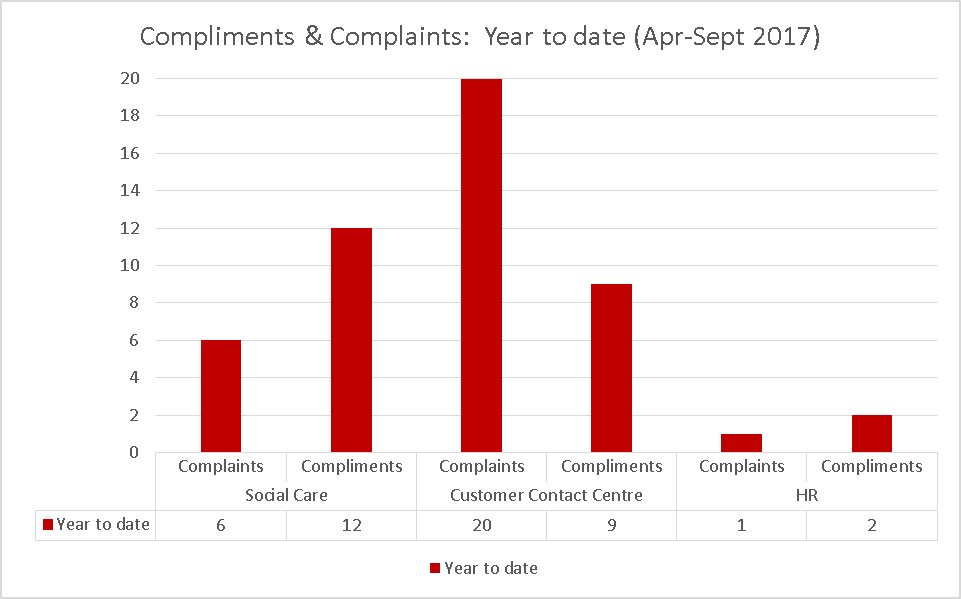 Compliments & Complaints:  Year to date (Apr-Sept 2017)
20
18
16
14
12
10
8
6
4
2
0
Complaints Compliments Complaints Compliments Complaints Compliments
Social Care Customer Contact Centre HR
Year to date 6 12 20 9 1 2
Year to date